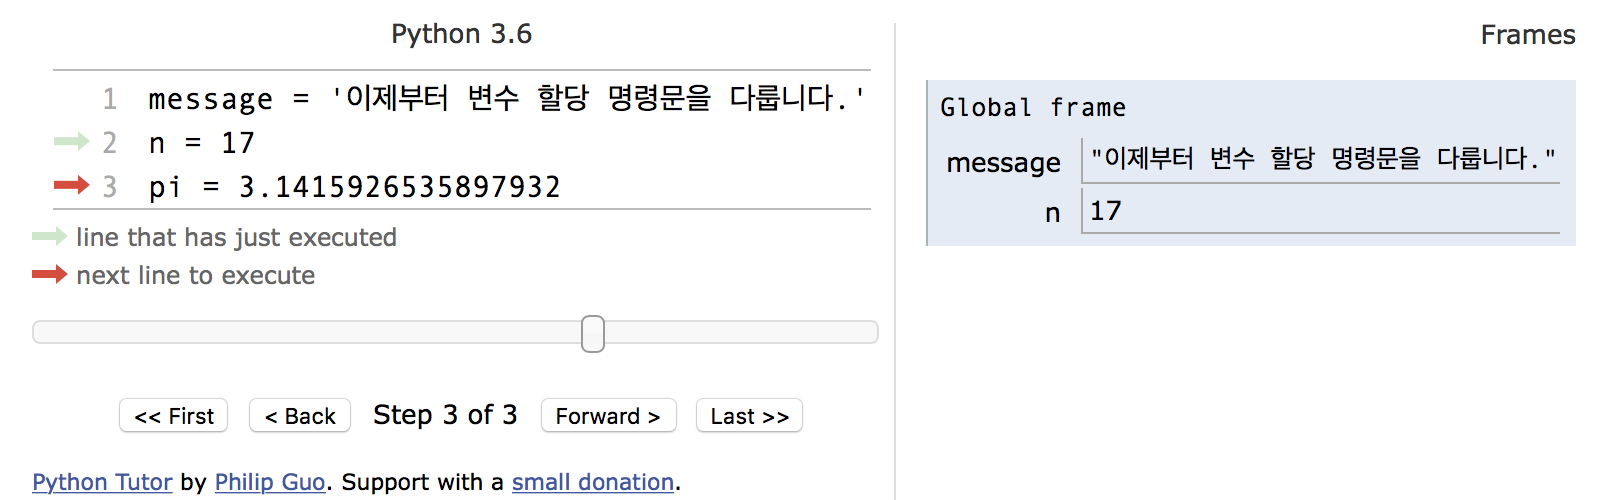 Python 3.6
1 message = '이제부터 변수 할당 명령문을 다룹니다.'
2 n = 17
3 pi = 3.1415926535897932
line that has just executed
next line to execute
<< First < Back Step 3 of 3 Forward > Last >>
Python Tutor by Philip Guo. Support with a small donation.
Frames
Global frame
message "이제부터 변수 할당 명령문을 다룹니다."
n 17